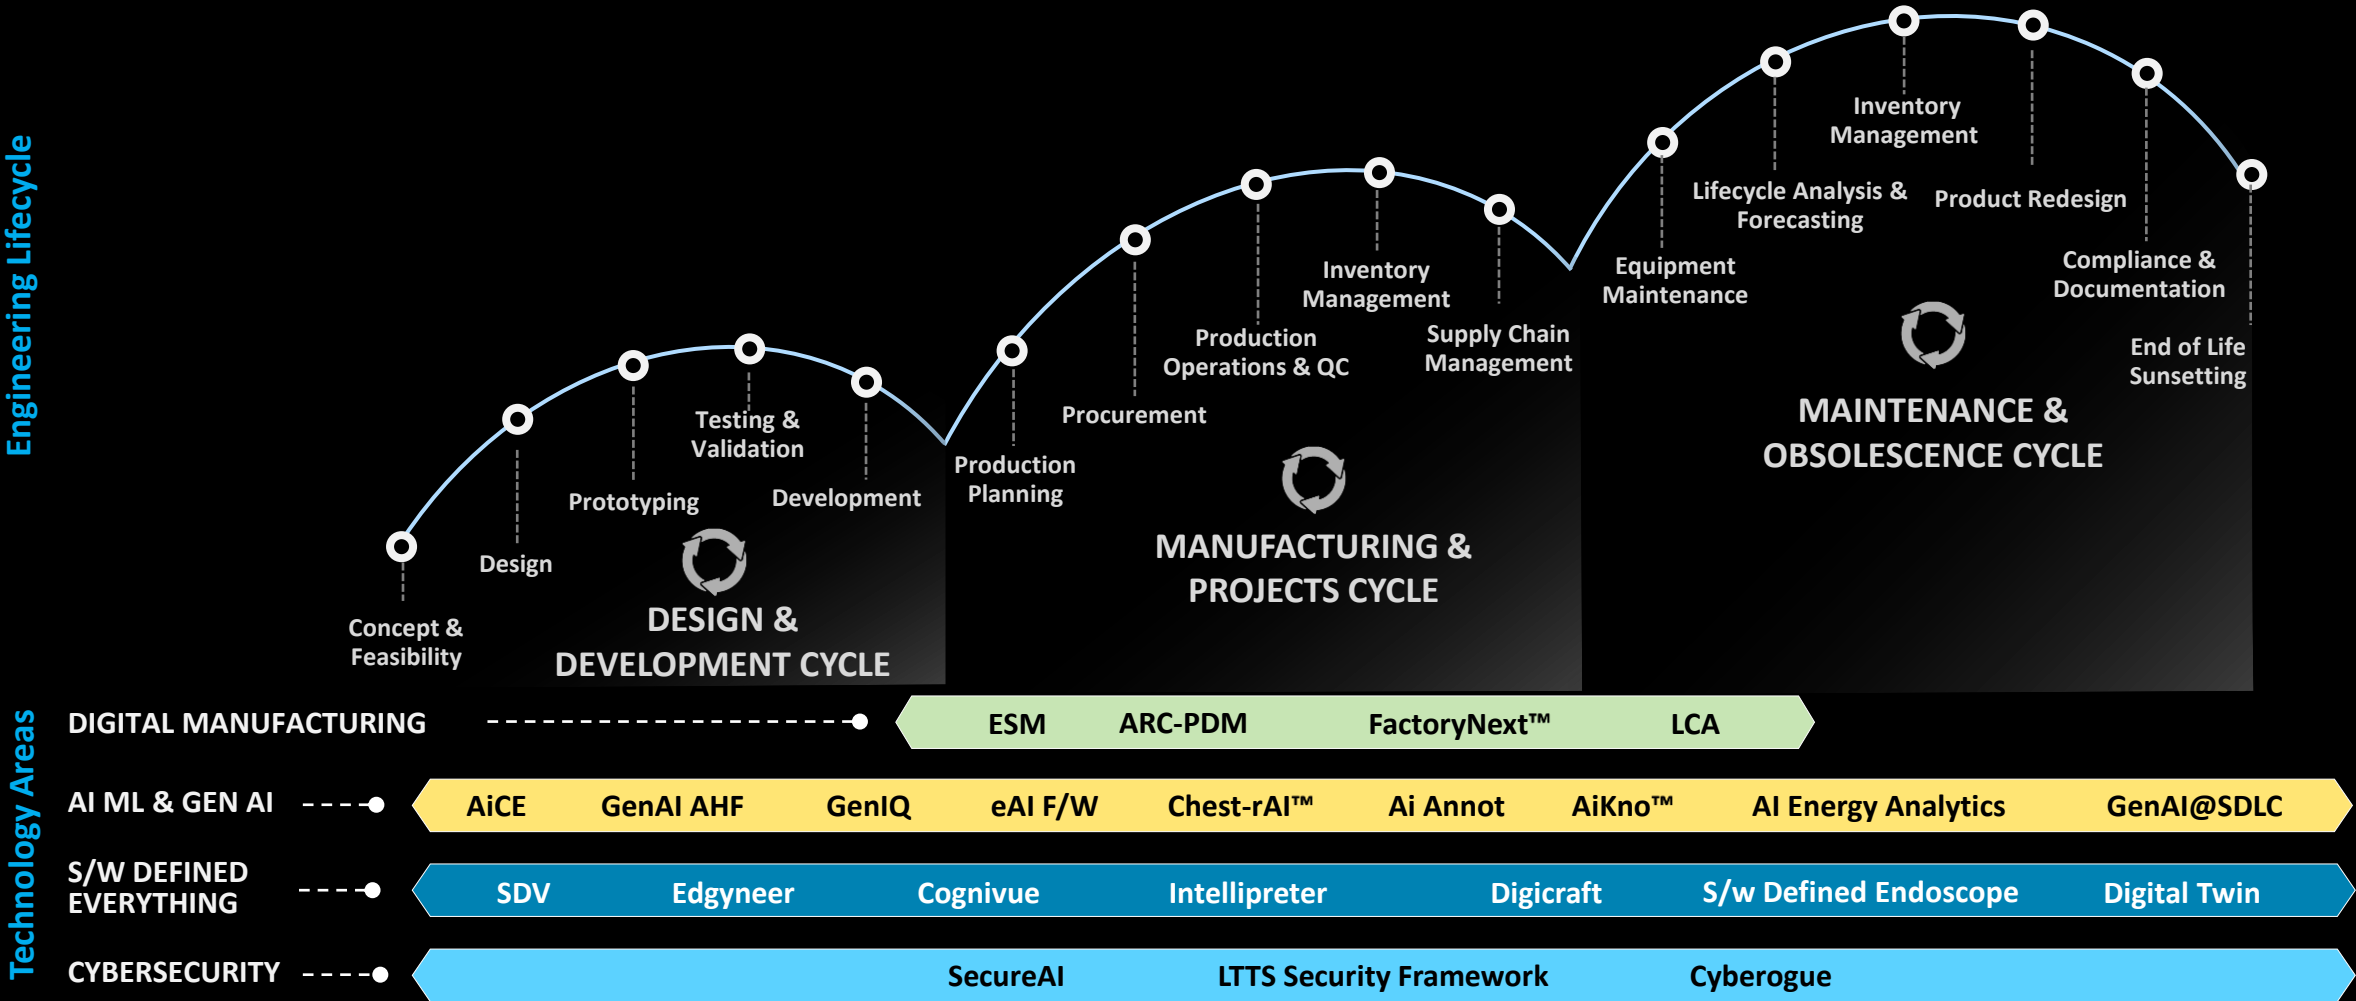 Engineering Lifecycle
Concept &
Feasibility
Design
Prototyping
Testing &
Validation
Development
DESIGN &
DEVELOPMENT CYCLE
Production
Planning
Procurement
Production
Operations & QC
Inventory
Management
Supply Chain
Management
MANUFACTURING &
PROJECTS CYCLE
Equipment
Maintenance
Lifecycle Analysis &
Forecasting
Inventory
Management
Product Redesign
Compliance &
Documentation
End of Life
Sunsetting
MAINTENANCE &
OBSOLESCENCE CYCLE
Technology Areas
DIGITAL MANUFACTURING
ESM ARC-PDM FactoryNext™ LCA
AI ML & GEN AI
AiCE GenAI AHF GenIQ eAI F/W Chest-rAI™ Ai Annot AiKno™ AI Energy Analytics GenAI@SDLC
S/W DEFINED
EVERYTHING
SDV Edgyneer Cognivue Intellipreter Digicraft S/w Defined Endoscope Digital Twin
CYBERSECURITY
SecureAI LTTS Security Framework Cyberogue